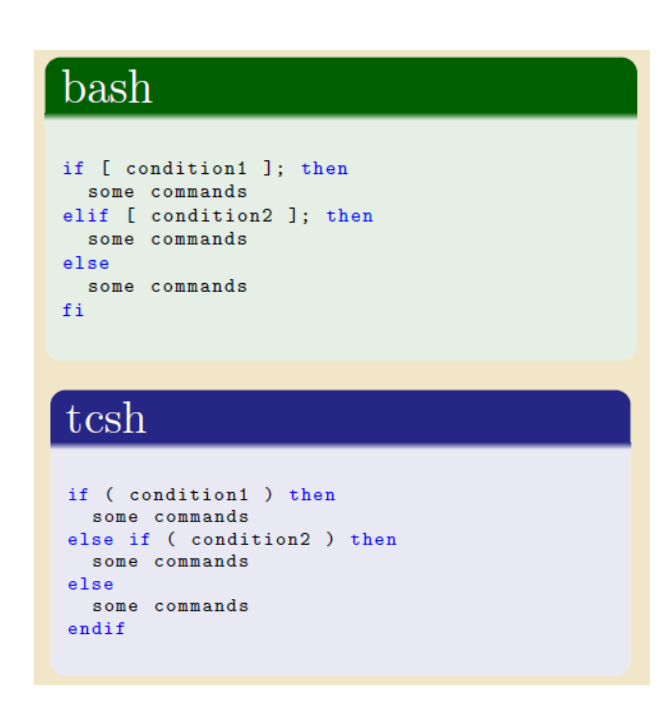 bash
if [ condition1 ]; then
  some commands
elif [ condition2 ]; then
  some commands
else
  some commands
fi
tcsh
if ( condition1 ) then
  some commands
else if ( condition2 ) then
  some commands
else
  some commands
endif